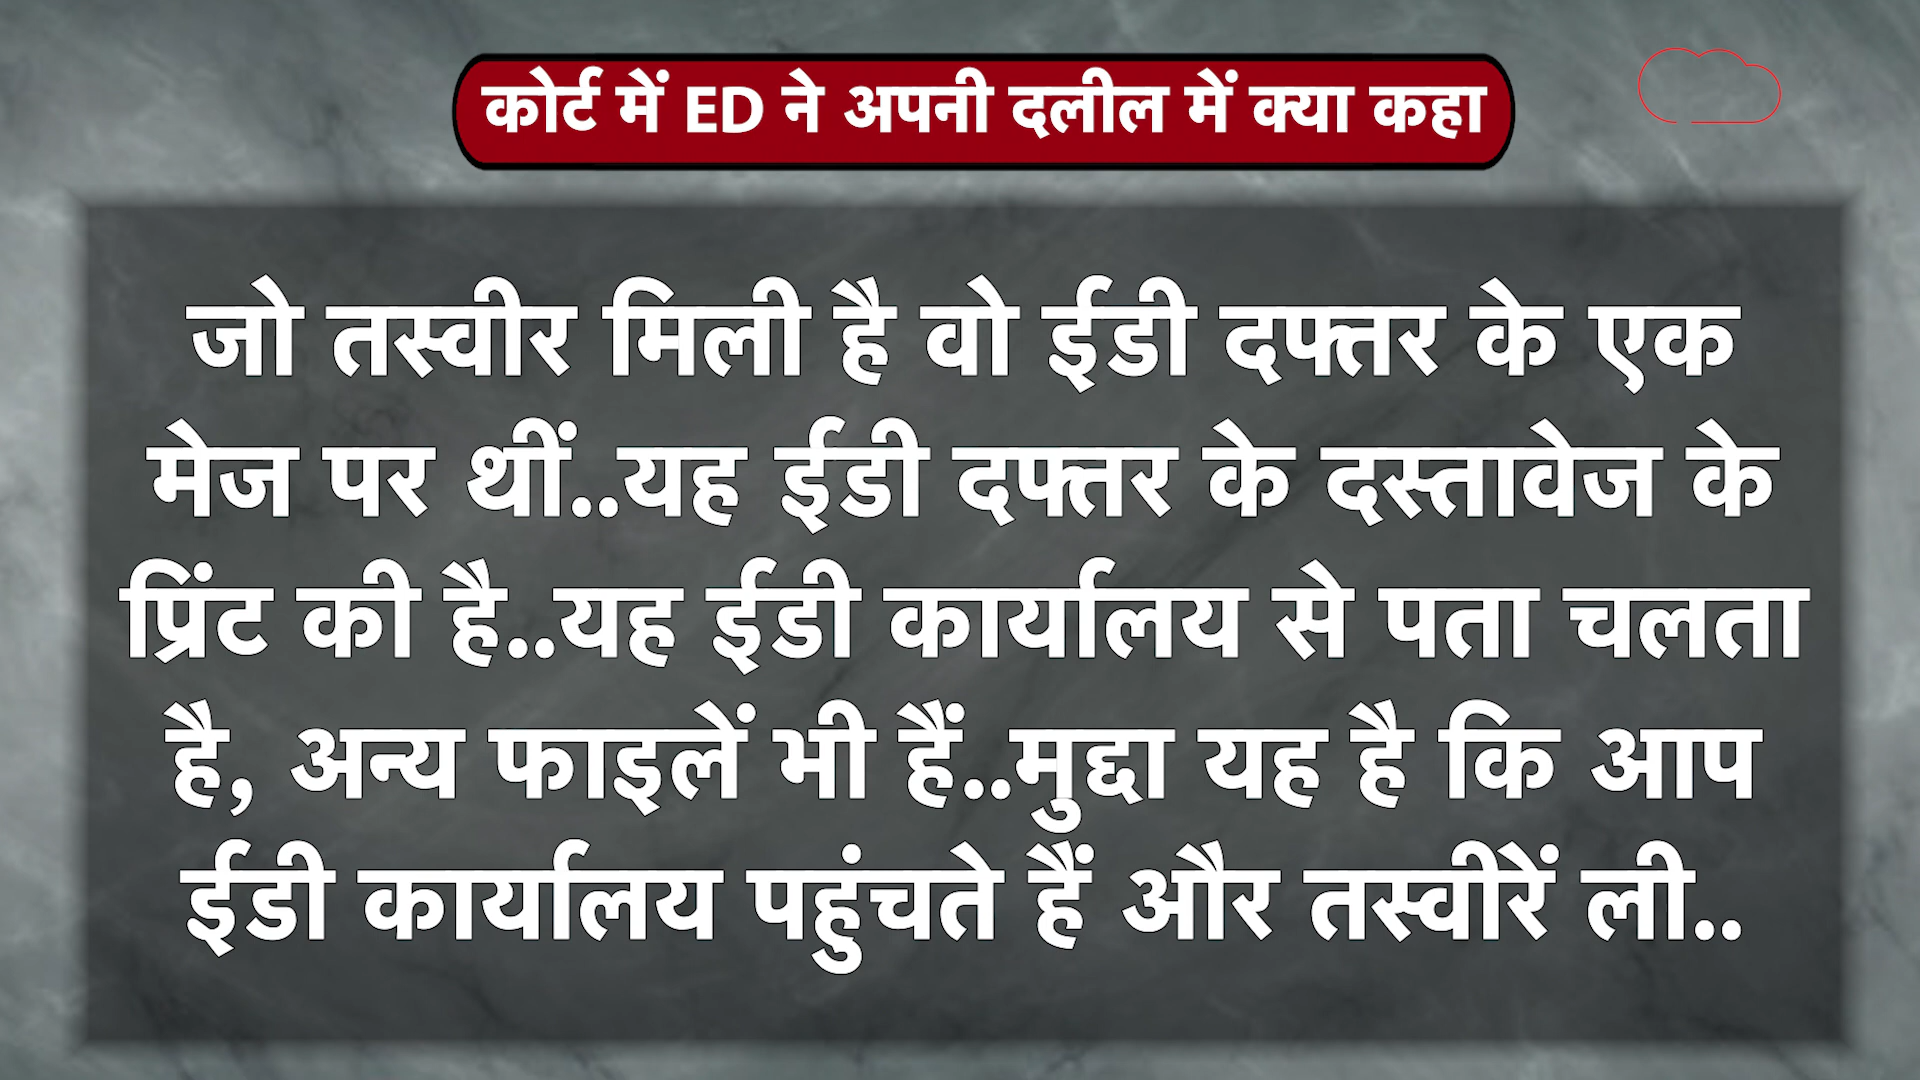 कोर्ट में ED ने अपनी दलील में क्या कहा
जो तस्वीर मिली है वो ईडी दफ्तर के एक
मेज पर थीं..यह ईडी दफ्तर के दस्तावेज के
प्रिंट की है..यह ईडी कार्यालय से पता चलता
है, अन्य फाइलें भी हैं..मुद्दा यह है कि आप
ईडी कार्यालय पहुंचते हैं और तस्वीरें ली..